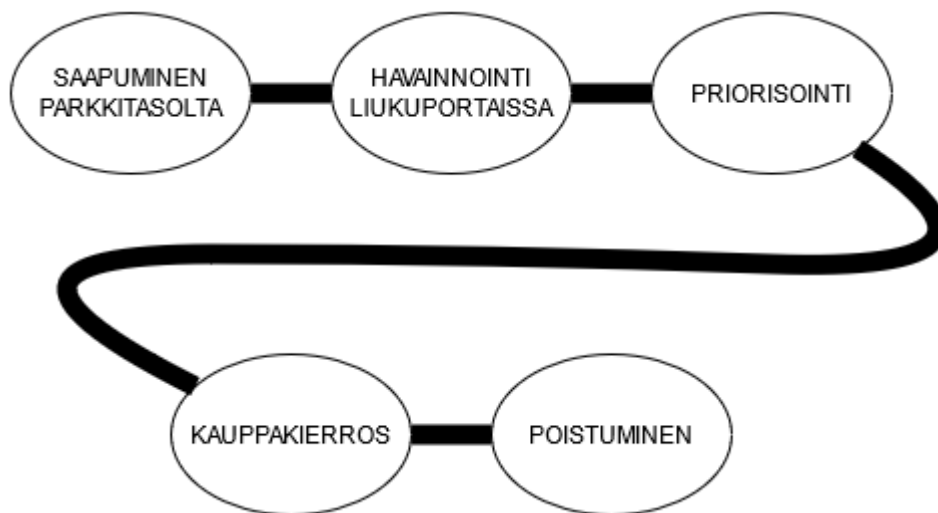 SAAPUMINEN
PARKKITASOLTA
HAVAINNOINTI
LIUKUPORTAISSA
PRIORISOINTI
KAUPPAKIERROS
POISTUMINEN